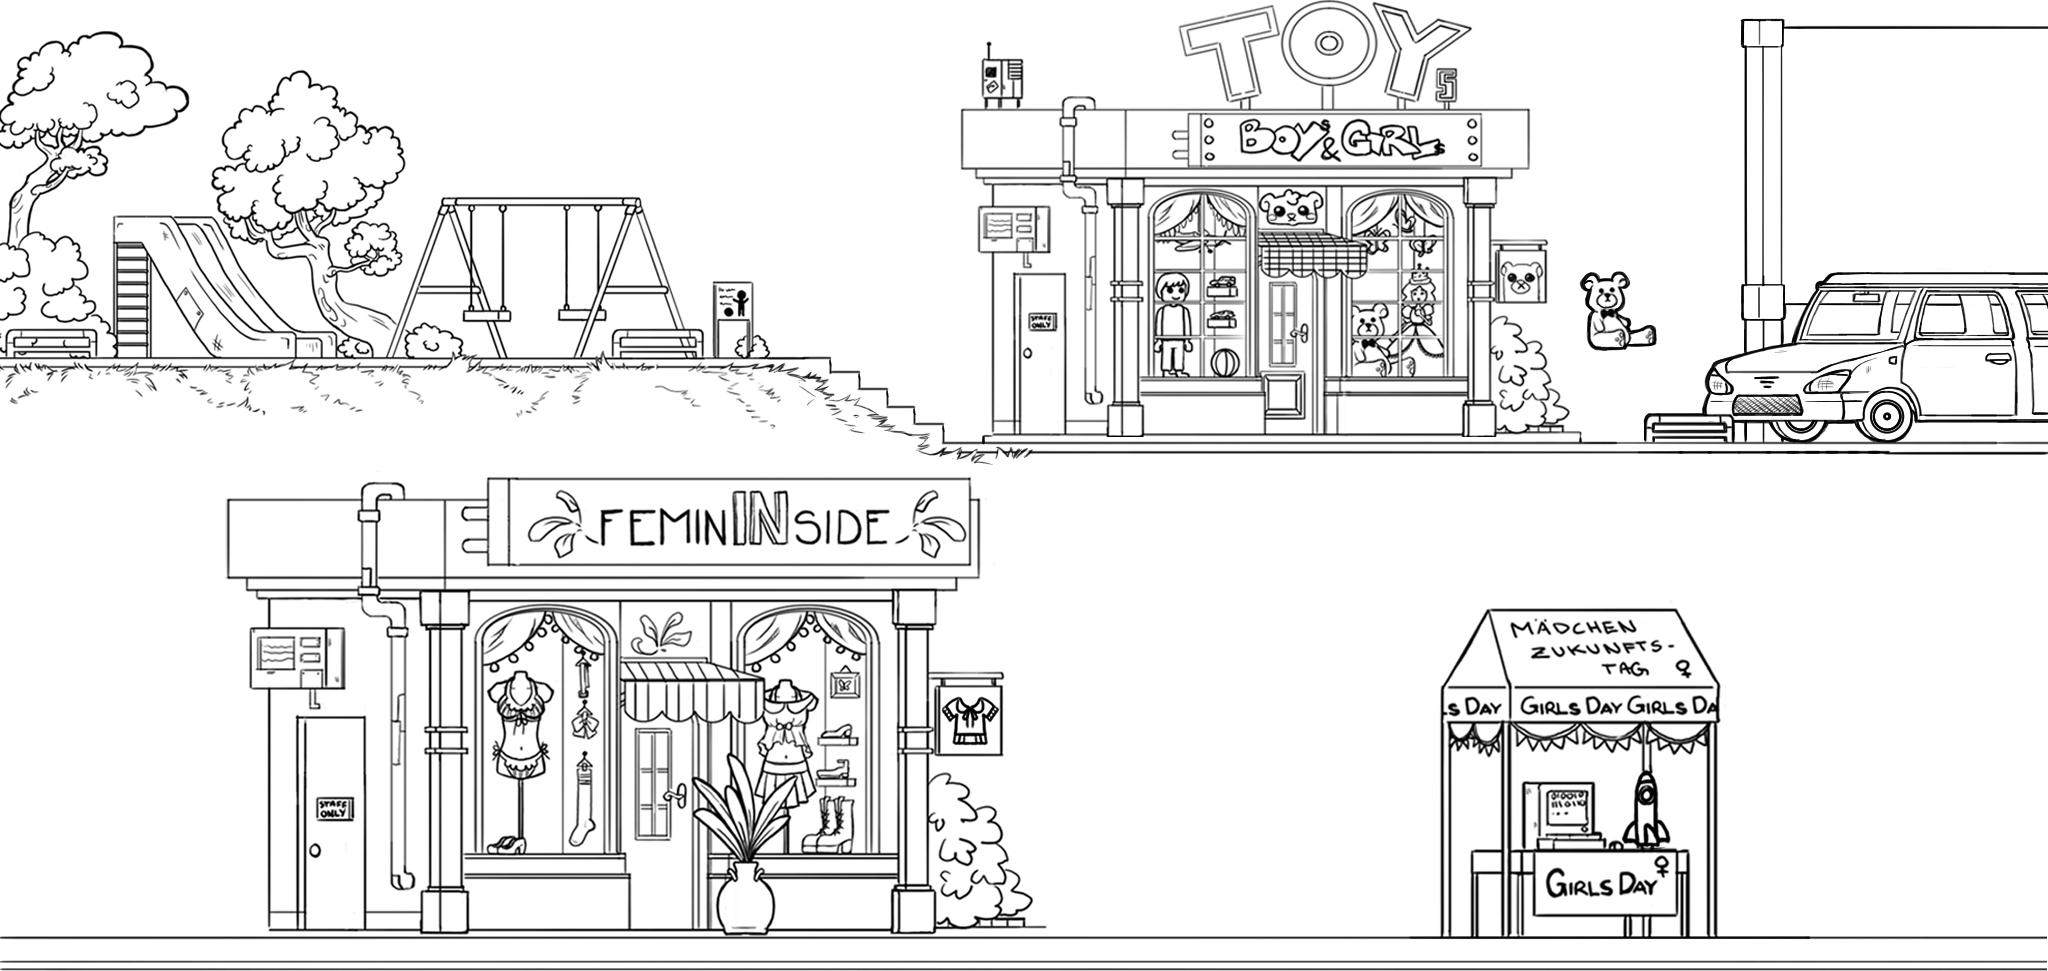 TOYS
BOYS & GIRLS
STAFF
ONLY
FEMININSIDE
STAFF
ONLY
MÄDCHEN
ZUKUNFTS-
TAG
LS DAY GIRLS DAY GIRLS DA
GIRLS DAY